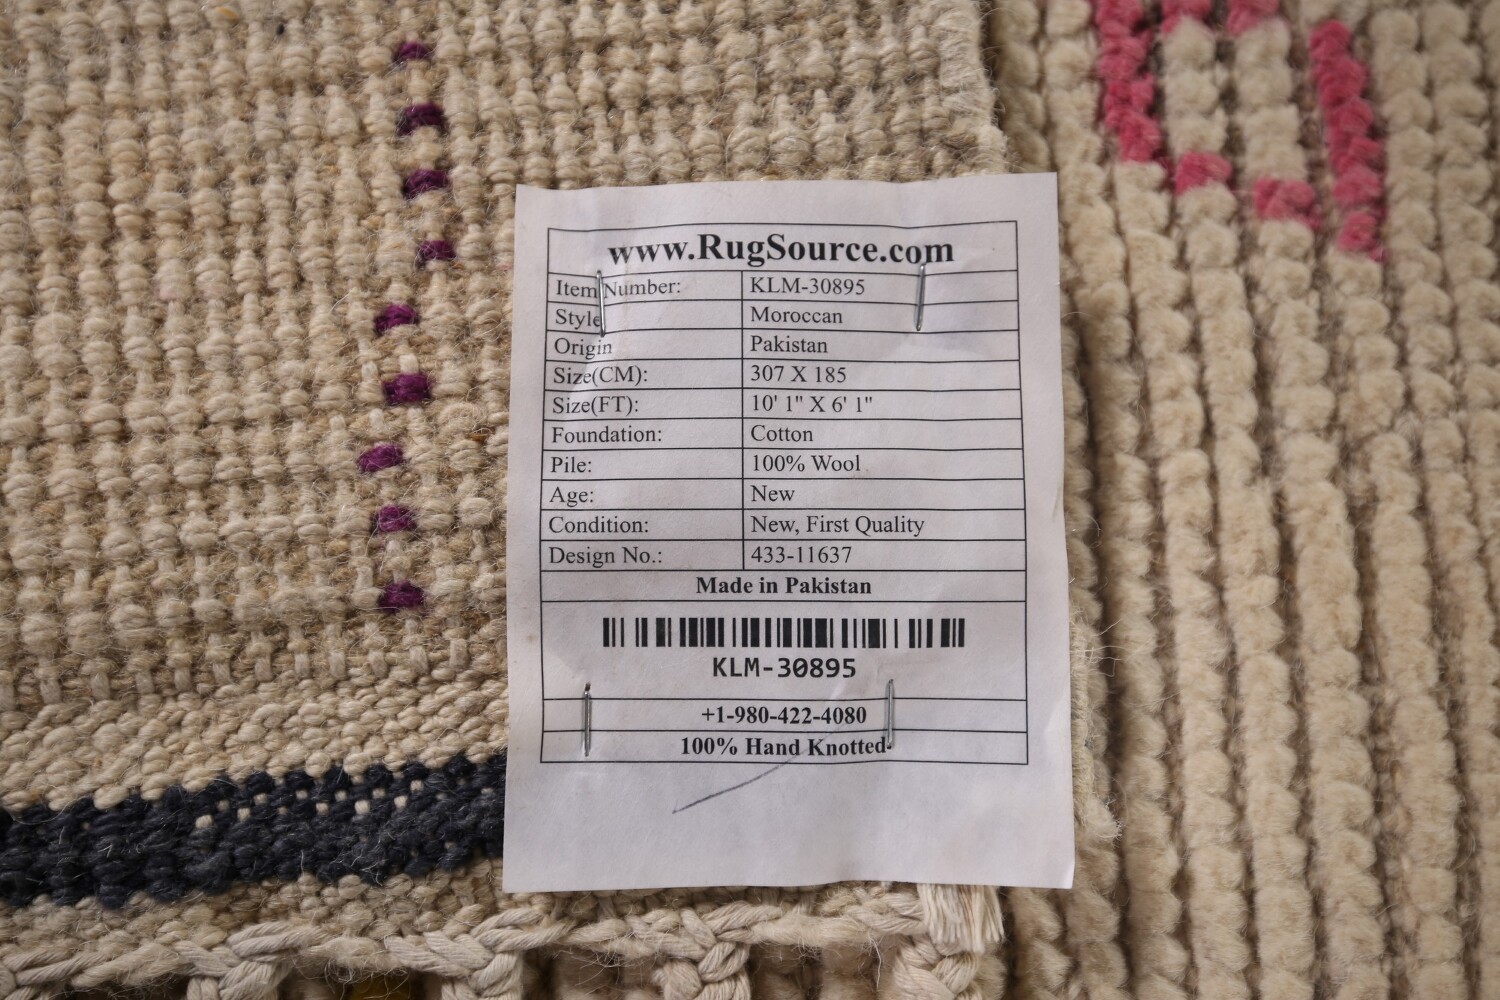 www.RugSource.com
Item Number: KLM-30895
Style Moroccan
Origin Pakistan
Size(CM): 307 X 185
Size(FT): 10' 1" X 6' 1"
Foundation: Cotton
Pile: 100% Wool
Age: New
Condition: New, First Quality
Design No.: 433-11637
Made in Pakistan
KLM-30895
+1-980-422-4080
100% Hand Knotted